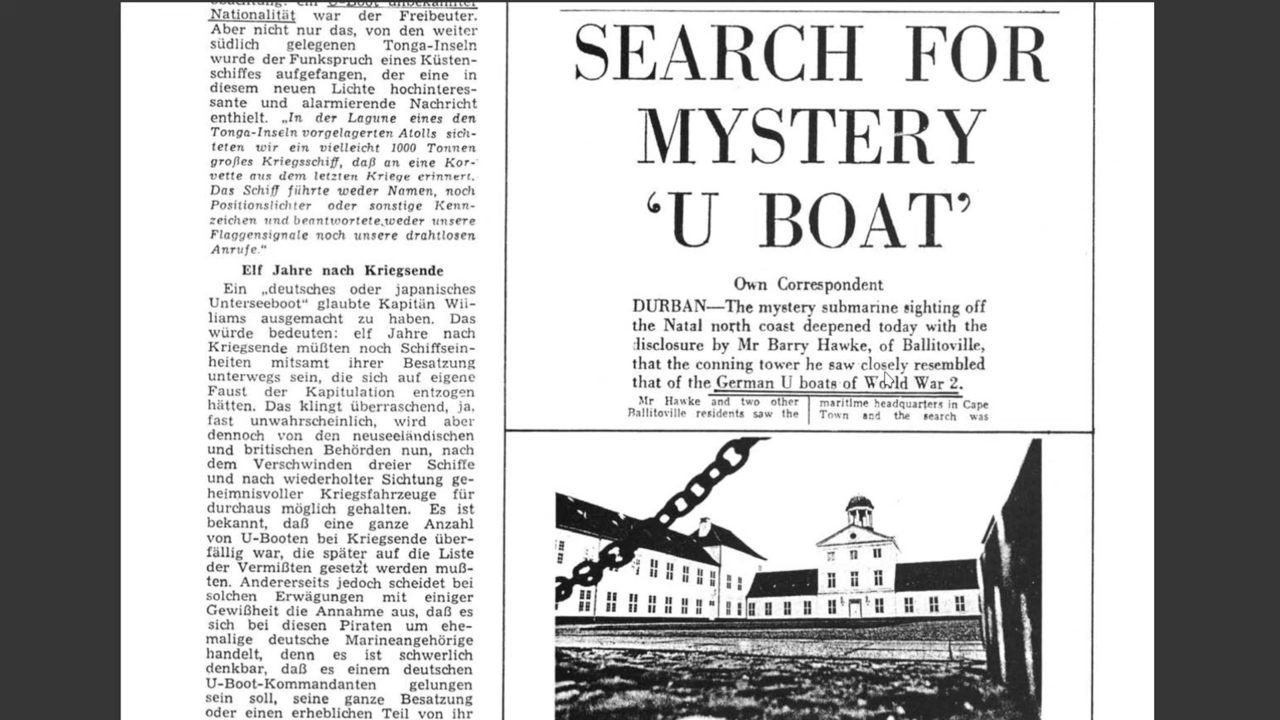 Nationalität war der Freibeuter.
Aber nicht nur das, von den weiter
südlich gelegenen Tonga-Inseln
wurde der Funkspruch eines Küsten-
schiffes aufgefangen, der eine in
diesem neuen Lichte hochinteres-
sante und alarmierende Nachricht
enthielt. „In der Lagune eines den
Tonga-Inseln vorgelagerten Atolls sich-
teten wir ein vielleicht 1000 Tonnen
großes Kriegsschiff, daß an eine Kor-
vette aus dem letzten Kriege erinnert.
Das Schiff führte weder Namen, noch
Positionslichter oder sonstige Kenn-
zeichen und beantwortete weder unsere
Flaggensignale noch unsere drahtlosen
Anrufe."
Elf Jahre nach Kriegsende
Ein „deutsches oder japanisches
Unterseeboot" glaubte Kapitän Wil-
liams ausgemacht zu haben. Das
würde bedeuten: elf Jahre nach
Kriegsende müßten noch Schiffsein-
heiten mitsamt ihrer Besatzung
unterwegs sein, die sich auf eigene
Faust der Kapitulation entzogen
hätten. Das klingt überraschend, ja,
fast unwahrscheinlich, wird aber
dennoch von den neuseeländischen
und britischen Behörden nun, nach
dem Verschwinden dreier Schiffe
und nach wiederholter Sichtung ge-
heimnisvoller Kriegsfahrzeuge für
durchaus möglich gehalten. Es ist
bekannt, daß eine ganze Anzahl
von U-Booten bei Kriegsende über-
fällig war, die später auf die Liste
der Vermißten gesetzt werden muß-
ten. Andererseits jedoch scheidet bei
solchen Erwägungen mit einiger
Gewißheit die Annahme aus, daß es
sich bei diesen Piraten um ehe-
malige deutsche Marineangehörige
handelt, denn es ist schwerlich
denkbar, daß es einem deutschen
U-Boot-Kommandanten gelungen
sein soll, seine ganze Besatzung
oder einen erheblichen Teil von ihr
SEARCH FOR
MYSTERY
‘U BOAT’
Own Correspondent
DURBAN—The mystery submarine sighting off
the Natal north coast deepened today with the
disclosure by Mr Barry Hawke, of Ballitoville,
that the conning tower he saw closely resembled
that of the German U boats of World War 2.
Mr Hawke and two other
Ballitoville residents saw the
maritime headquarters in Cape
Town and the search was